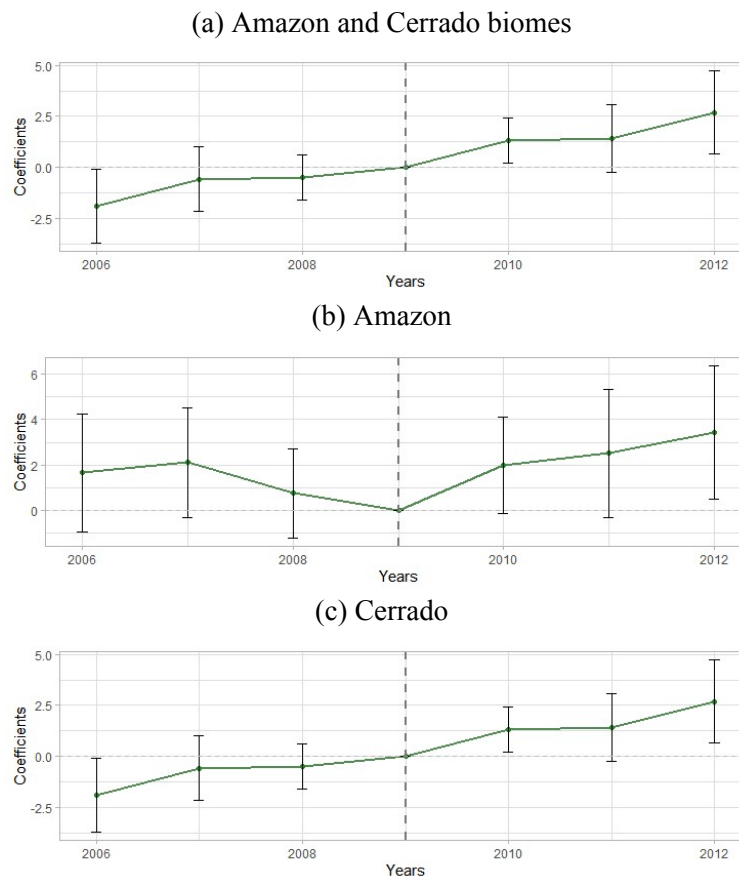 (a) Amazon and Cerrado biomes
5.0
2.5
0.0
-2.5
Coefficients
2006 2008 2010 2012
Years
(b) Amazon
6
4
2
0
Coefficients
2006 2008 2010 2012
Years
(c) Cerrado
5.0
2.5
0.0
-2.5
Coefficients
2006 2008 2010 2012
Years